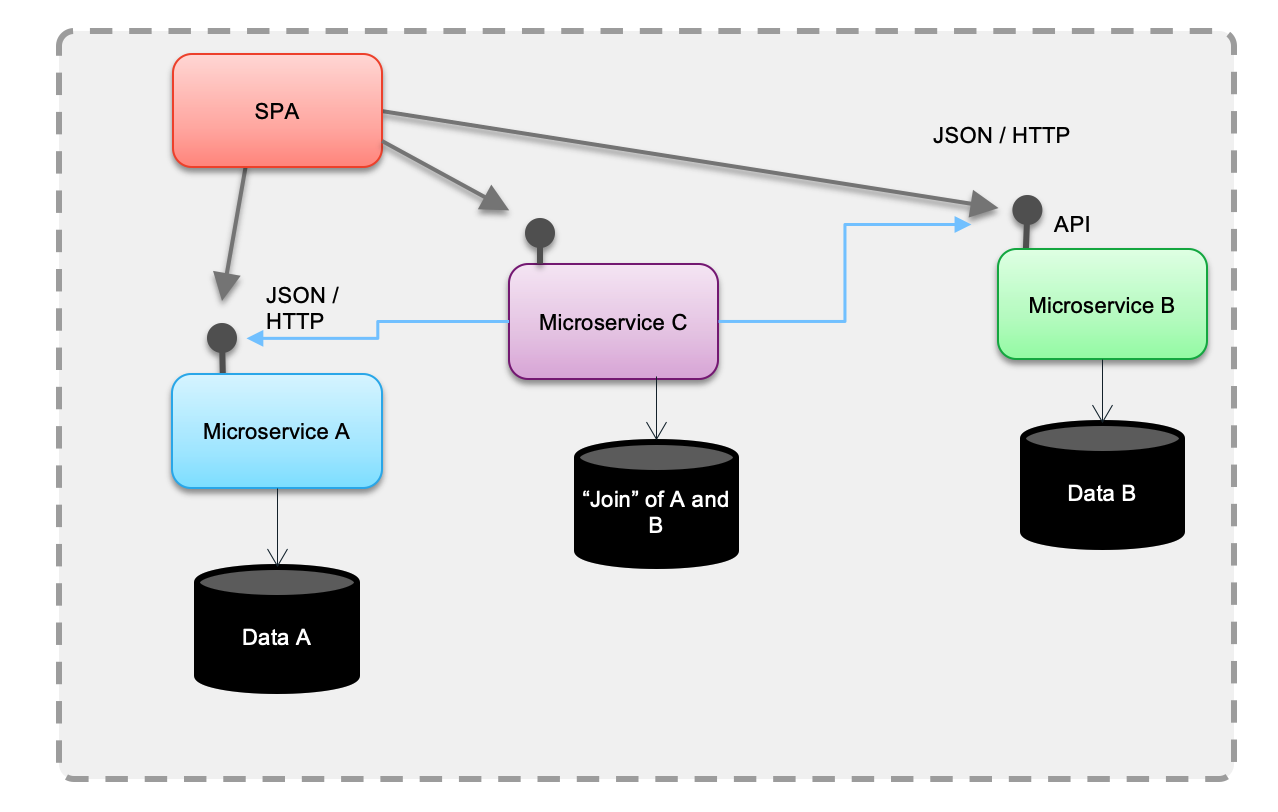 SPA
JSON / HTTP
API
JSON /
HTTP
Microservice C
Microservice B
Microservice A
“Join” of A and
B
Data B
Data A